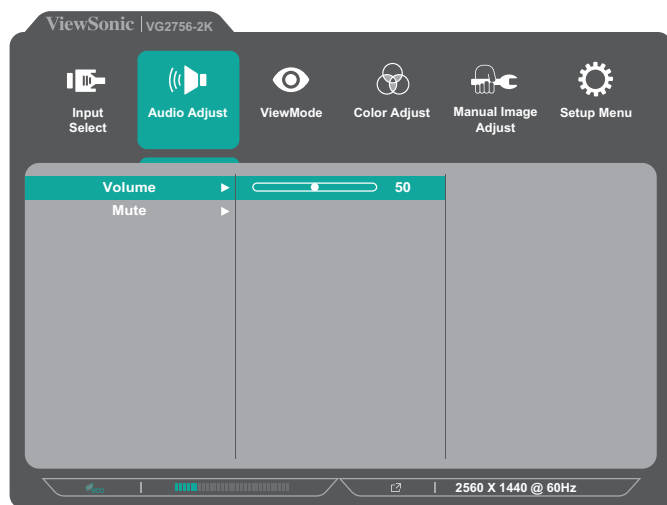 ViewSonic | VG2756-2K
Input Select
Audio Adjust
ViewMode
Color Adjust
Manual Image Adjust
Setup Menu
Volume 50
Mute
eco
2560 X 1440 @ 60Hz